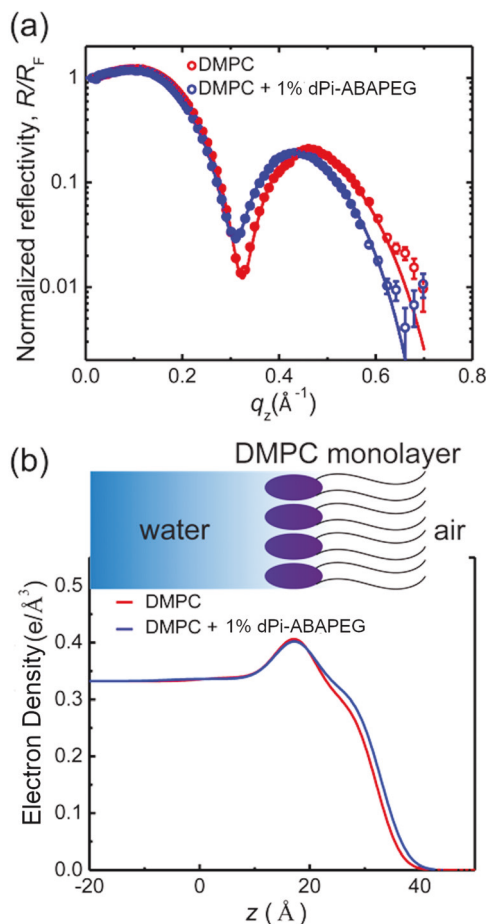 (a)
DMPC
DMPC + 1% dPi-ABAPEG
Normalized reflectivity, R/R_F
1
0.1
0.01
0.0 0.2 0.4 0.6 0.8
q_z(Å⁻¹)
(b)
DMPC monolayer
water
air
DMPC
DMPC + 1% dPi-ABAPEG
Electron Density(e/Å³)
0.5
0.4
0.3
0.2
0.1
0.0
-20 0 20 40
z (Å)